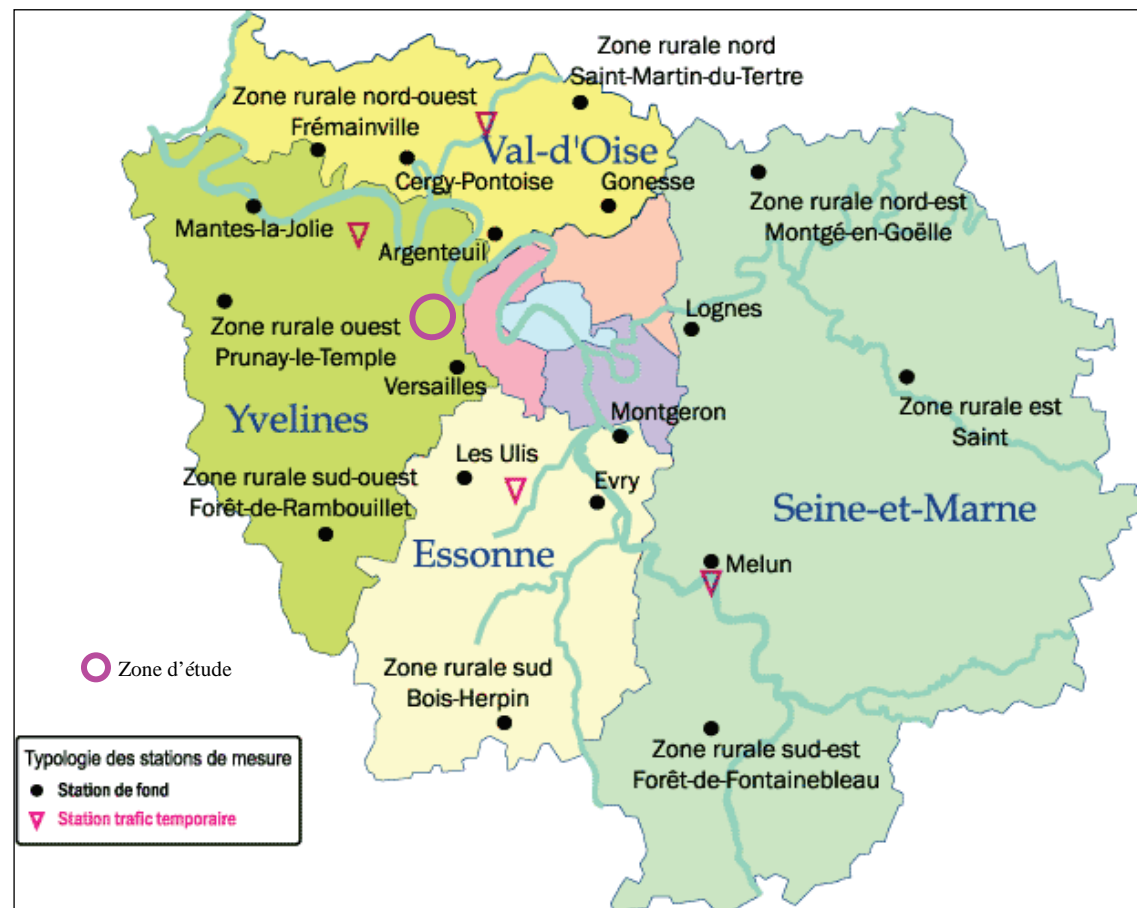 Zone rurale nord
Saint-Martin-du-Tertre
Zone rurale nord-ouest
Frémainville
Val-d'Oise
Cergy-Pontoise
Gonesse
Zone rurale nord-est
Montgé-en-Goëlle
Mantes-la-Jolie
Argenteuil
Lognes
Zone rurale ouest
Prunay-le-Temple
Versailles
Yvelines
Montgeron
Zone rurale est
Saint
Les Ulis
Evry
Zone rurale sud-ouest
Forêt-de-Rambouillet
Seine-et-Marne
Essonne
Melun
Zone d'étude
Zone rurale sud
Bois-Herpin
Zone rurale sud-est
Forêt-de-Fontainebleau
Typologie des stations de mesure
Station de fond
Station trafic temporaire